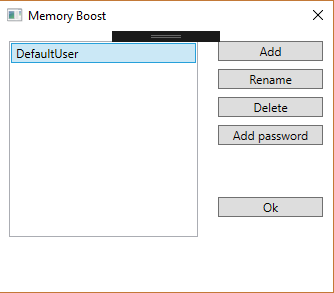 Memory Boost
DefaultUser
Add
Rename
Delete
Add password
Ok